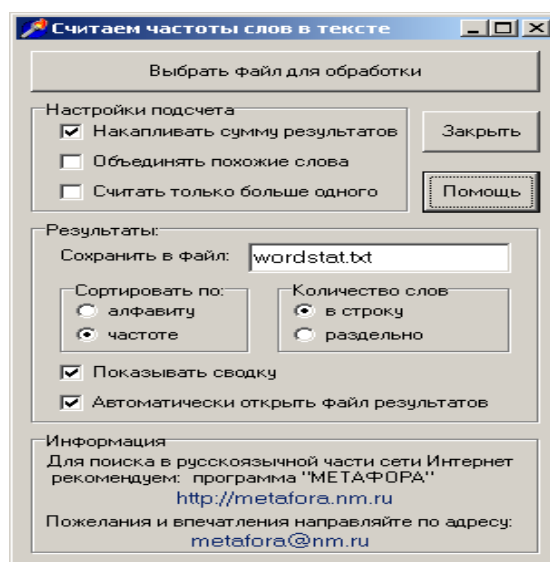 Считаем частоты слов в тексте
Выбрать файл для обработки
Настройки подсчета
Накапливать сумму результатов
Объединять похожие слова
Считать только больше одного
Закрыть
Помощь
Результаты:
Сохранить в файл: wordstat.txt
Сортировать по:
алфавиту
частоте
Количество слов
в строку
раздельно
Показывать сводку
Автоматически открыть файл результатов
Информация
Для поиска в русскоязычной части сети Интернет
рекомендуем: программа "МЕТАФОРА"
http://metafora.nm.ru
Пожелания и впечатления направляйте по адресу:
metafora@nm.ru